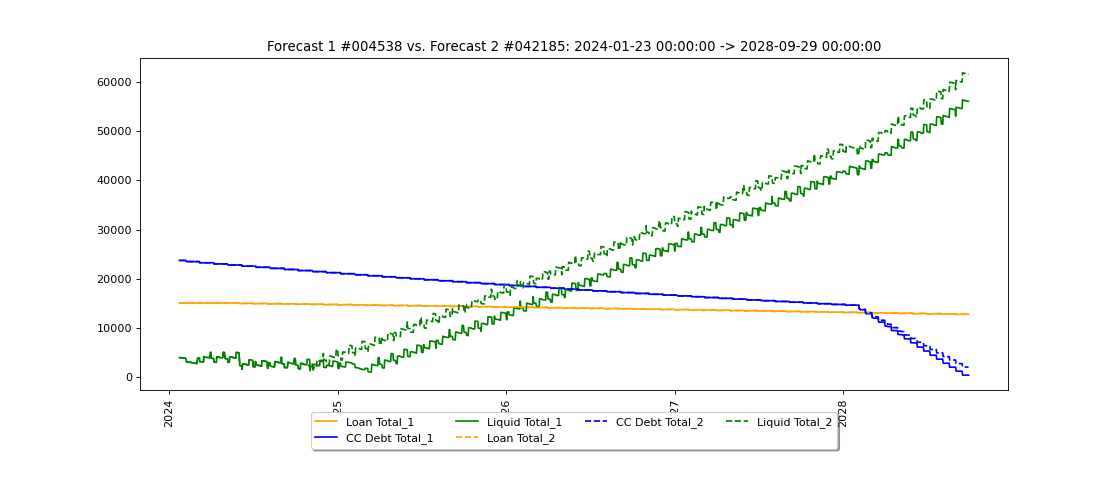 Forecast 1 #004538 vs. Forecast 2 #042185: 2024-01-23 00:00:00 -> 2028-09-29 00:00:00
60000
50000
40000
30000
20000
10000
0
2024
25
26
27
2028
Loan Total_1
Liquid Total_1
CC Debt Total_2
Liquid Total_2
CC Debt Total_1
Loan Total_2